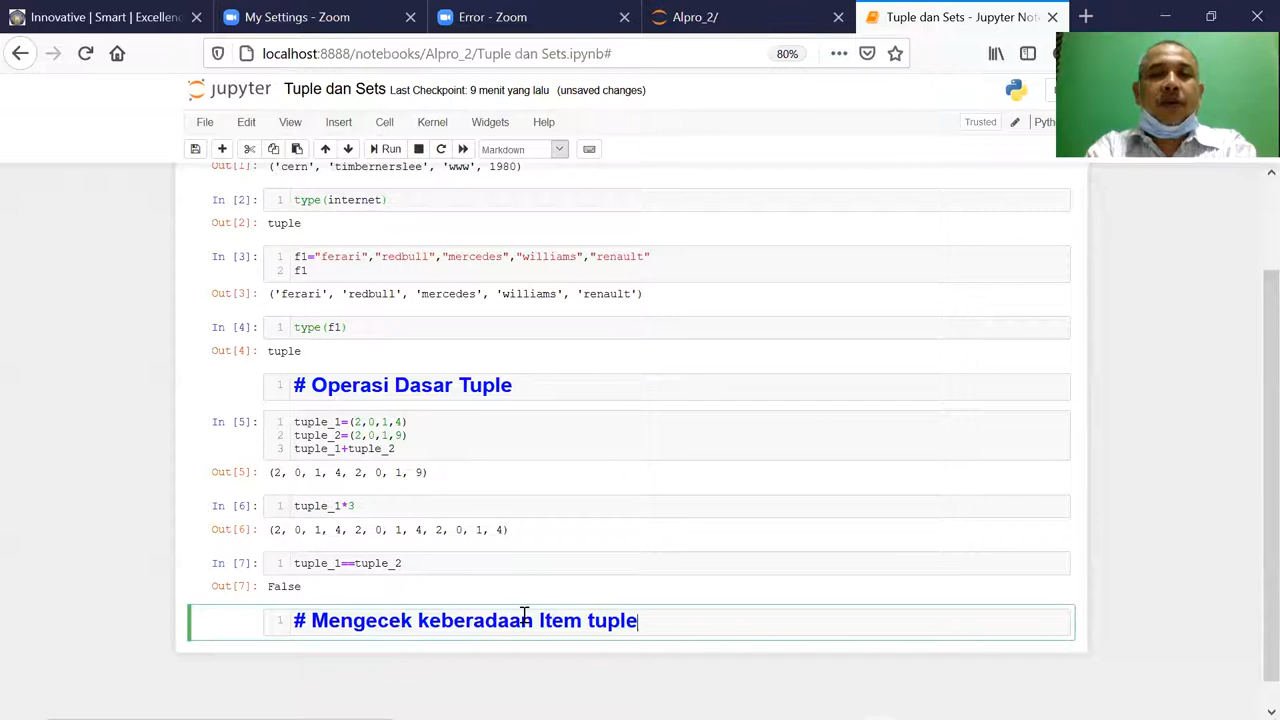 Innovative | Smart | Excellen
My Settings - Zoom
Error - Zoom
Alpro_2/
Tuple dan Sets - Jupyter Not
localhost:8888/notebooks/Alpro_2/Tuple dan Sets.ipynb#
80%
jupyter Tuple dan Sets Last Checkpoint: 9 menit yang lalu (unsaved changes)
File Edit View Insert Cell Kernel Widgets Help
Trusted
Run
Markdown
Out[1]: ('cern', 'timbernerslee', 'www', 1980)
In [2]: 1 type(internet)
Out[2]: tuple
In [3]: 1 f1="ferari","redbull","mercedes","williams","renault"
2 f1
Out[3]: ('ferari', 'redbull', 'mercedes', 'williams', 'renault')
In [4]: 1 type(f1)
Out[4]: tuple
1 # Operasi Dasar Tuple
In [5]: 1 tuple_1=(2,0,1,4)
2 tuple_2=(2,0,1,9)
3 tuple_1+tuple_2
Out[5]: (2, 0, 1, 4, 2, 0, 1, 9)
In [6]: 1 tuple_1*3
Out[6]: (2, 0, 1, 4, 2, 0, 1, 4, 2, 0, 1, 4)
In [7]: 1 tuple_1==tuple_2
Out[7]: False
1 # Mengecek keberadaan Item tuple